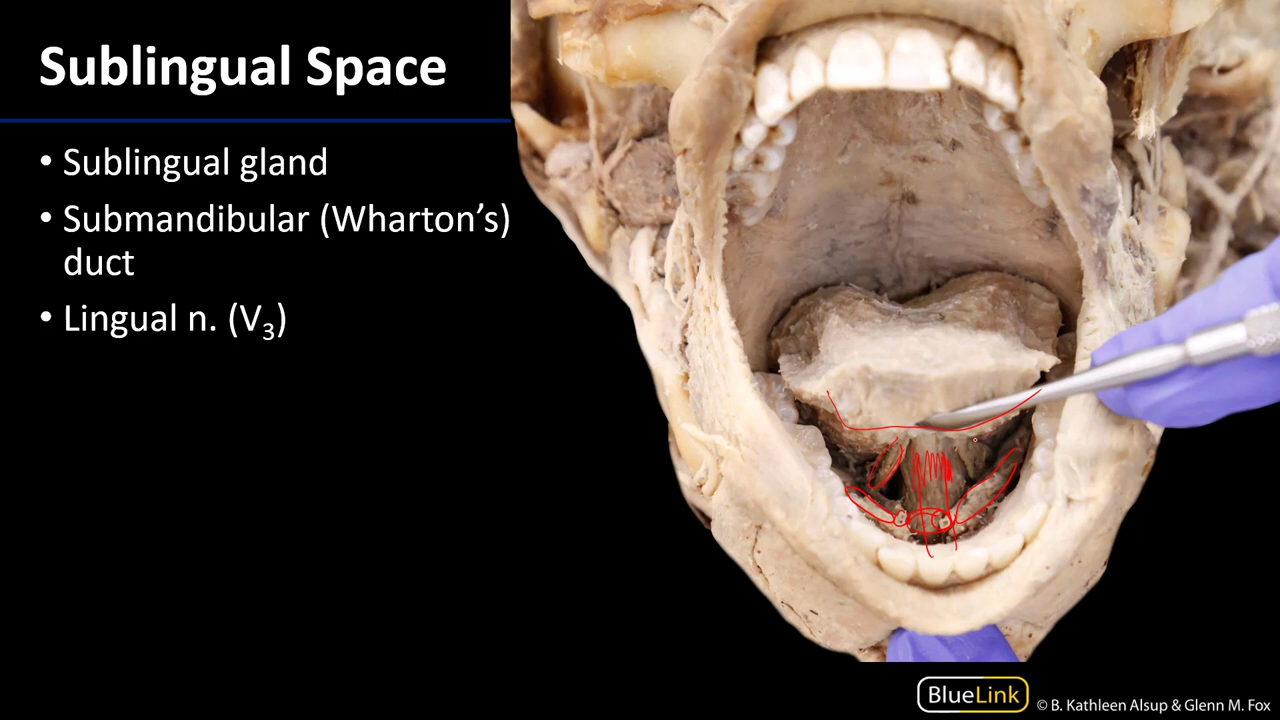 Sublingual Space
• Sublingual gland
• Submandibular (Wharton’s)
duct
• Lingual n. (V₃)
BlueLink
© B. Kathleen Alsup & Glenn M. Fox